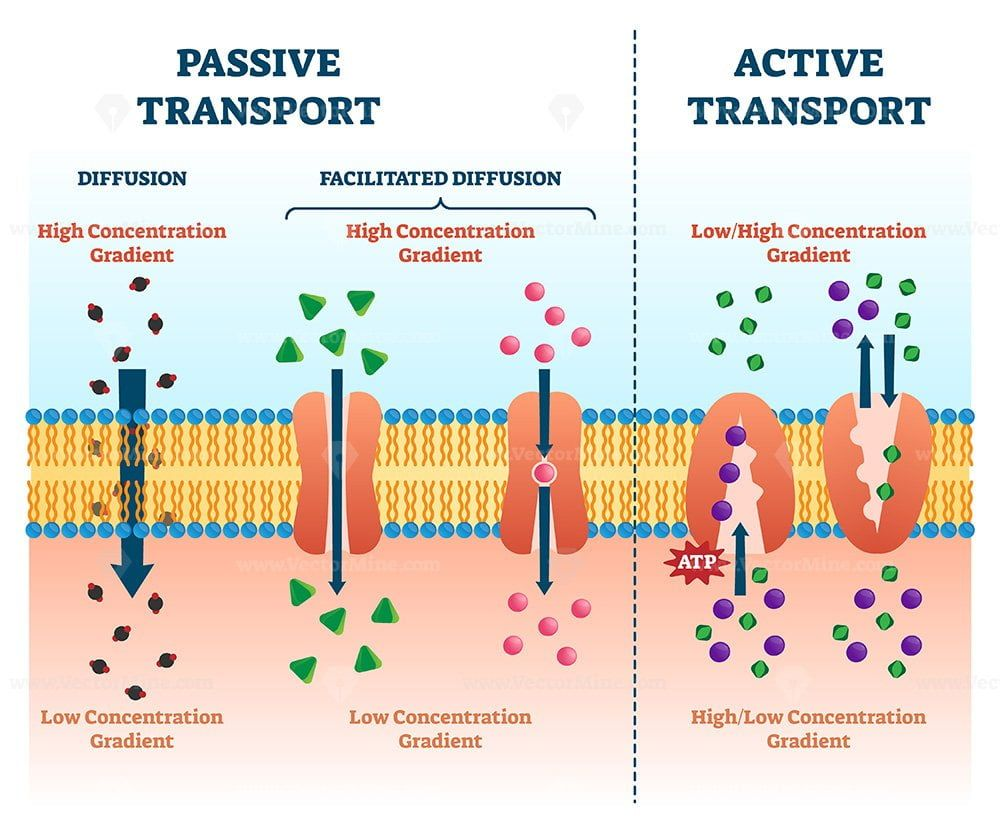 PASSIVE
TRANSPORT
ACTIVE
TRANSPORT
DIFFUSION
FACILITATED DIFFUSION
High Concentration
Gradient
High Concentration
Gradient
Low/High Concentration
Gradient
ATP
Low Concentration
Gradient
Low Concentration
Gradient
High/Low Concentration
Gradient
www.VectorMine.com